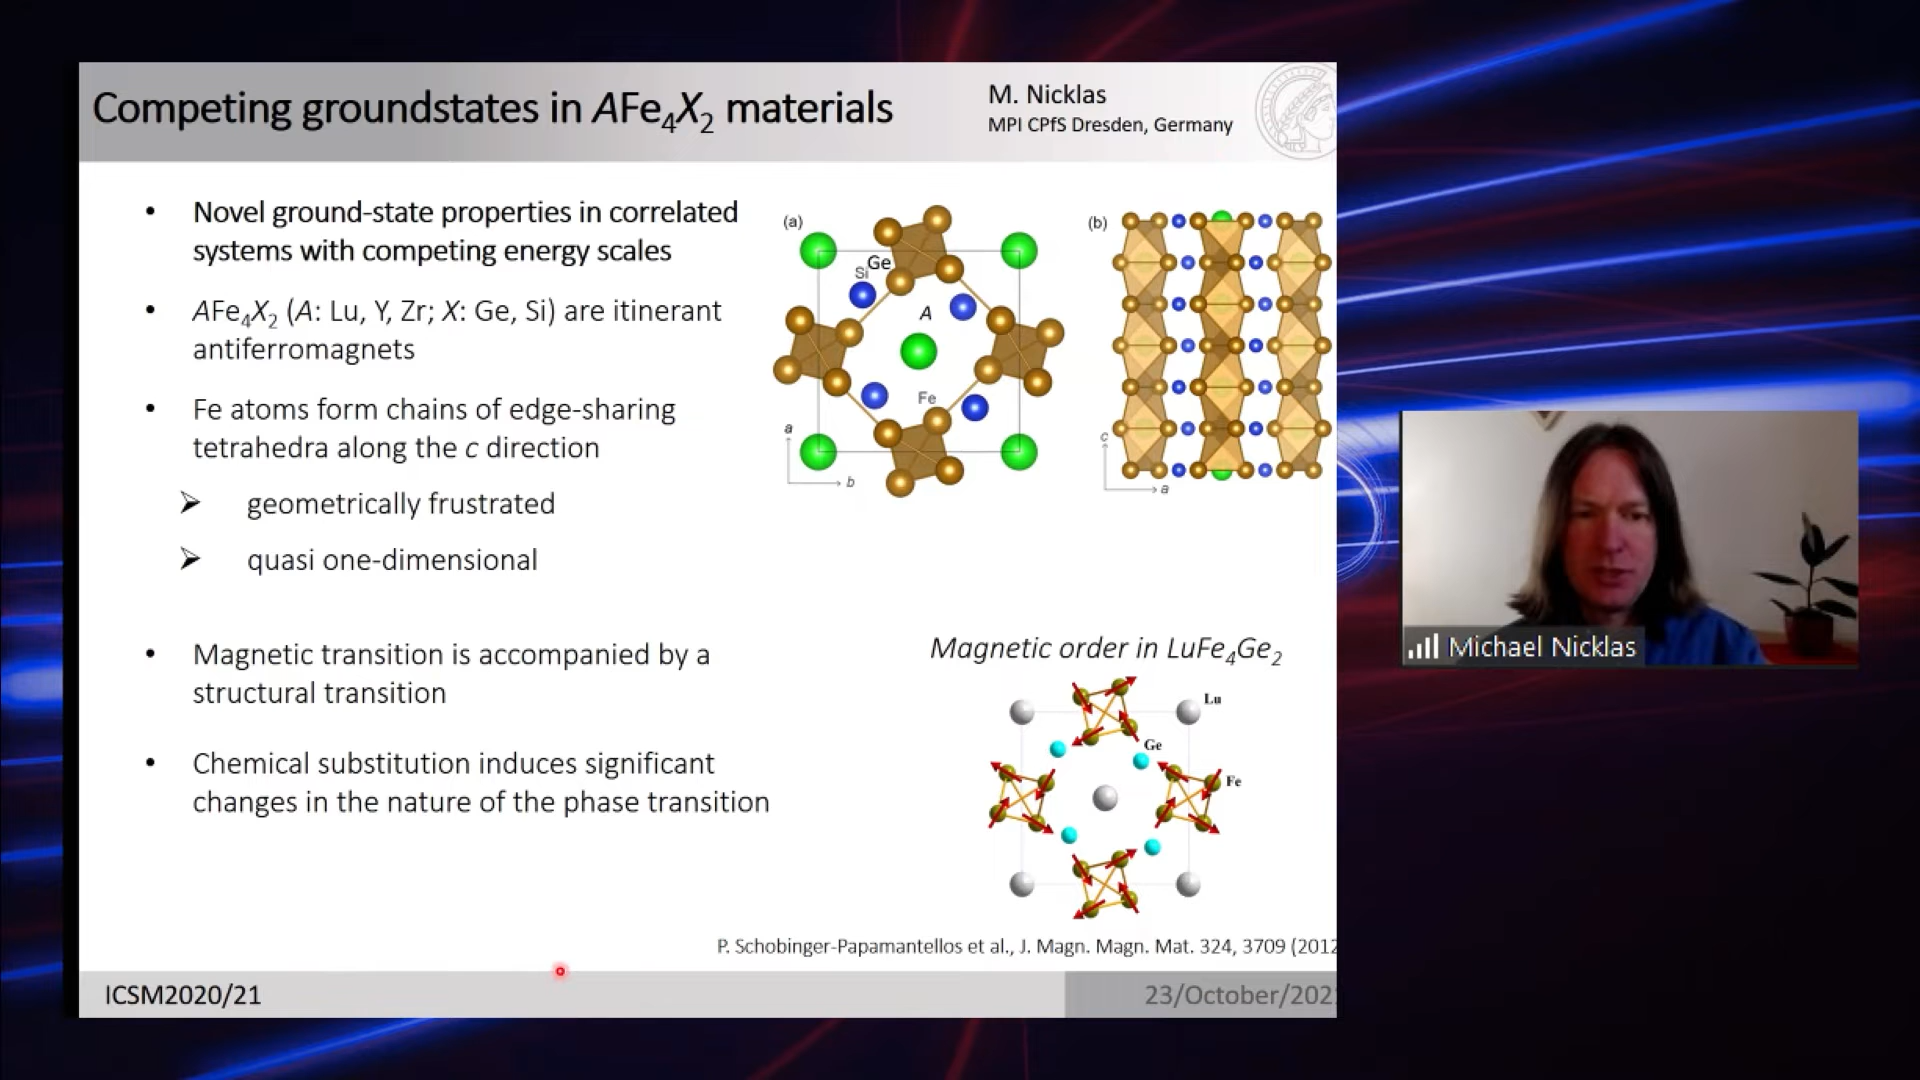 Competing groundstates in AFe₄X₂ materials
M. Nicklas
MPI CPfS Dresden, Germany
• Novel ground-state properties in correlated
systems with competing energy scales
• AFe₄X₂ (A: Lu, Y, Zr; X: Ge, Si) are itinerant
antiferromagnets
• Fe atoms form chains of edge-sharing
tetrahedra along the c direction
➢ geometrically frustrated
➢ quasi one-dimensional
• Magnetic transition is accompanied by a
structural transition
• Chemical substitution induces significant
changes in the nature of the phase transition
(a)
Ge
Si
A
Fe
a
b
(b)
c
a
Magnetic order in LuFe₄Ge₂
Lu
Ge
Fe
P. Schobinger-Papamantellos et al., J. Magn. Magn. Mat. 324, 3709 (2012
ICSM2020/21
23/October/202
Michael Nicklas